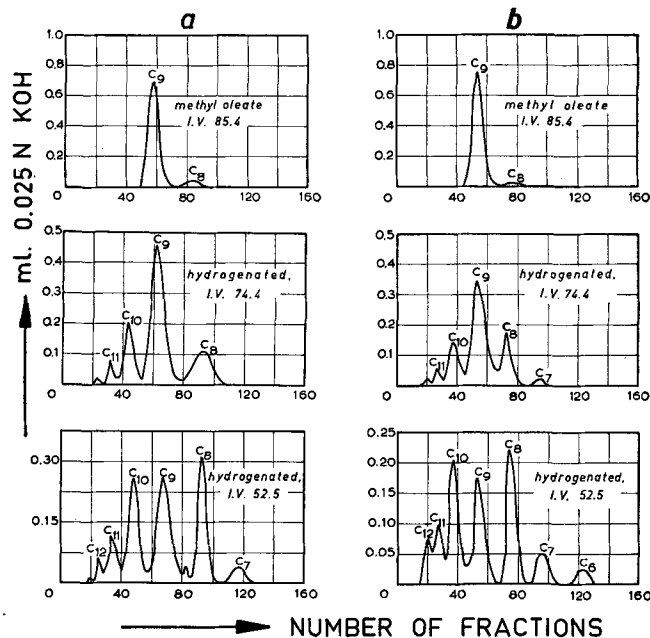 a
b
ml. 0.025 N KOH
1.0
0.8
0.6
0.4
0.2
0
40
80
120
160
C9
C8
methyl oleate
I.V. 85.4
1.0
0.8
0.6
0.4
0.2
0
40
80
120
160
C9
C8
methyl oleate
I.V. 85.4
0.5
0.4
0.3
0.2
0.1
0
40
80
120
160
C11
C10
C9
C8
hydrogenated,
I.V. 74.4
0.5
0.4
0.3
0.2
0.1
0
40
80
120
160
C11
C10
C9
C8
C7
hydrogenated,
I.V. 74.4
0.30
0.15
0
40
80
120
160
C12
C11
C10
C9
C8
C7
hydrogenated,
I.V. 52.5
0.25
0.20
0.15
0.10
0.05
0
40
80
120
160
C12
C11
C10
C9
C8
C7
C6
hydrogenated,
I.V. 52.5
NUMBER OF FRACTIONS